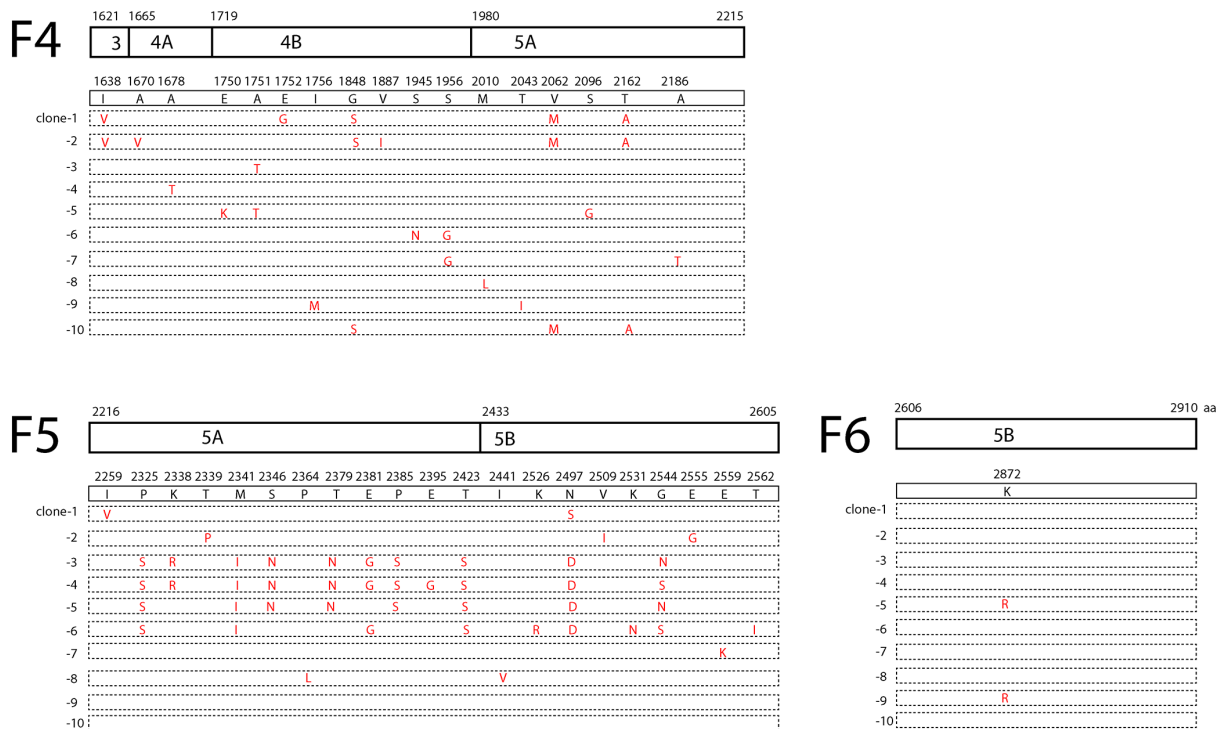 1621 1665 1719 1980 2215
F4 3 4A 4B 5A
1638 1670 1678 1750 1751 1752 1756 1848 1887 1945 1956 2010 2043 2062 2096 2162 2186
I A A E A E I G V S S M T V S T A
clone-1 V G S M A
-2 V V S I M A
-3 T
-4 T
-5 K T G
-6 N G
-7 G T
-8 L
-9 M I
-10 S M A
2216 2433 2605
F5 5A 5B
2259 2325 2338 2339 2341 2346 2364 2379 2381 2385 2395 2423 2441 2526 2497 2509 2531 2544 2555 2559 2562
I P K T M S P T E P E T I K N V K G E E T
clone-1 V S
-2 P I G
-3 S R I N N G S S D N
-4 S R I N N G S G S D S
-5 S I N N S S D N
-6 S I G S R D N S I
-7 K
-8 L V
-9
-10
2606 2910 aa
F6 5B
2872
K
clone-1
-2
-3
-4
-5 R
-6
-7
-8
-9 R
-10